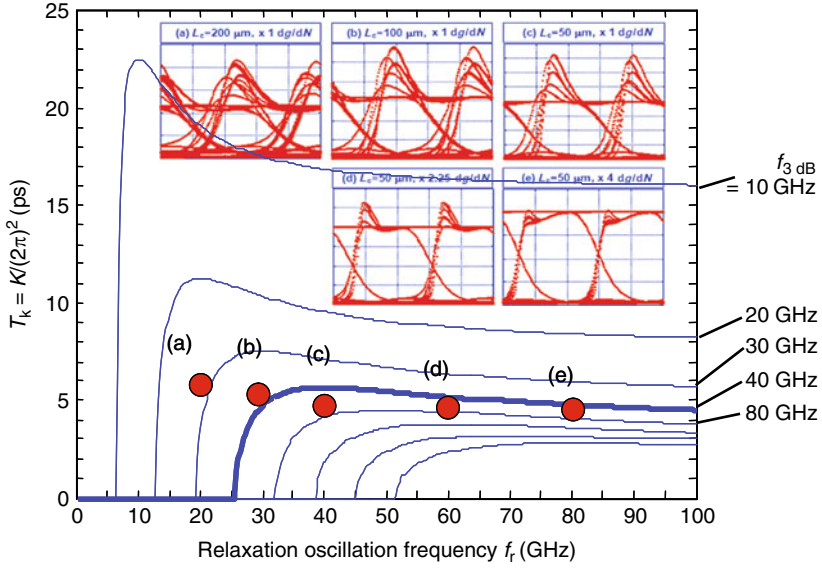 25
20
15
10
5
0
T_k = K/(2π)² (ps)
(a) L_c=200 μm, x 1 dg/dN
(b) L_c=100 μm, x 1 dg/dN
(c) L_c=50 μm, x 1 dg/dN
(d) L_c=50 μm, x 2.25 dg/dN
(e) L_c=50 μm, x 4 dg/dN
f_3 dB
= 10 GHz
20 GHz
30 GHz
40 GHz
80 GHz
(a)
(b)
(c)
(d)
(e)
0 10 20 30 40 50 60 70 80 90 100
Relaxation oscillation frequency f_r (GHz)